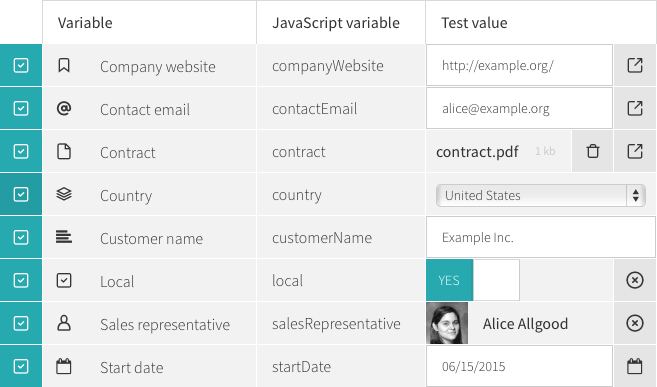 Variable JavaScript variable Test value
Company website companyWebsite http://example.org/
Contact email contactEmail alice@example.org
Contract contract contract.pdf 1 kb
Country country United States
Customer name customerName Example Inc.
Local local YES
Sales representative salesRepresentative Alice Allgood
Start date startDate 06/15/2015